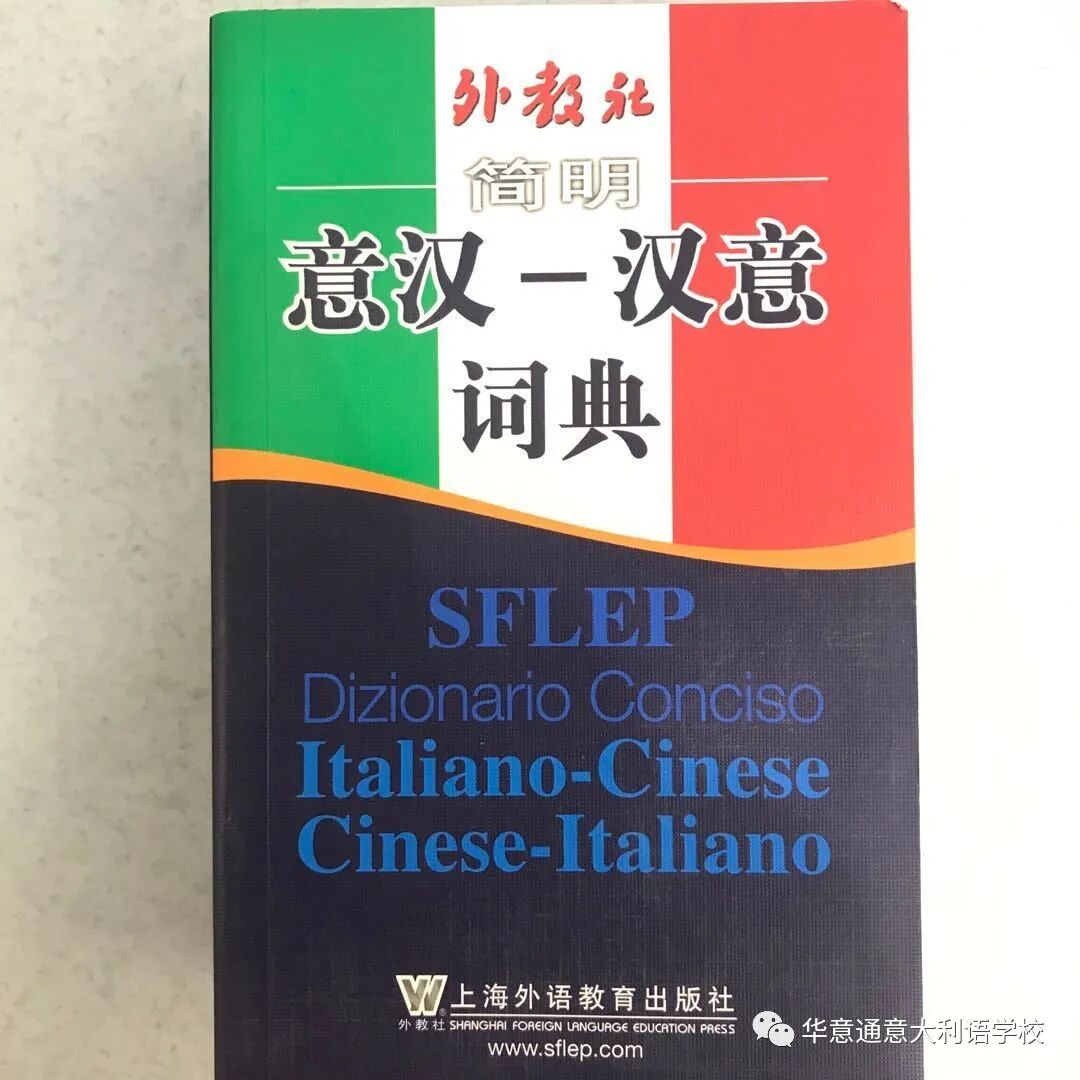 外教社
简明
意汉－汉意
词典
SFLEP
Dizionario Conciso
Italiano-Cinese
Cinese-Italiano
上海外语教育出版社
外教社 SHANGHAI FOREIGN LANGUAGE EDUCATION PRESS
www.sflep.com
华意通意大利语学校